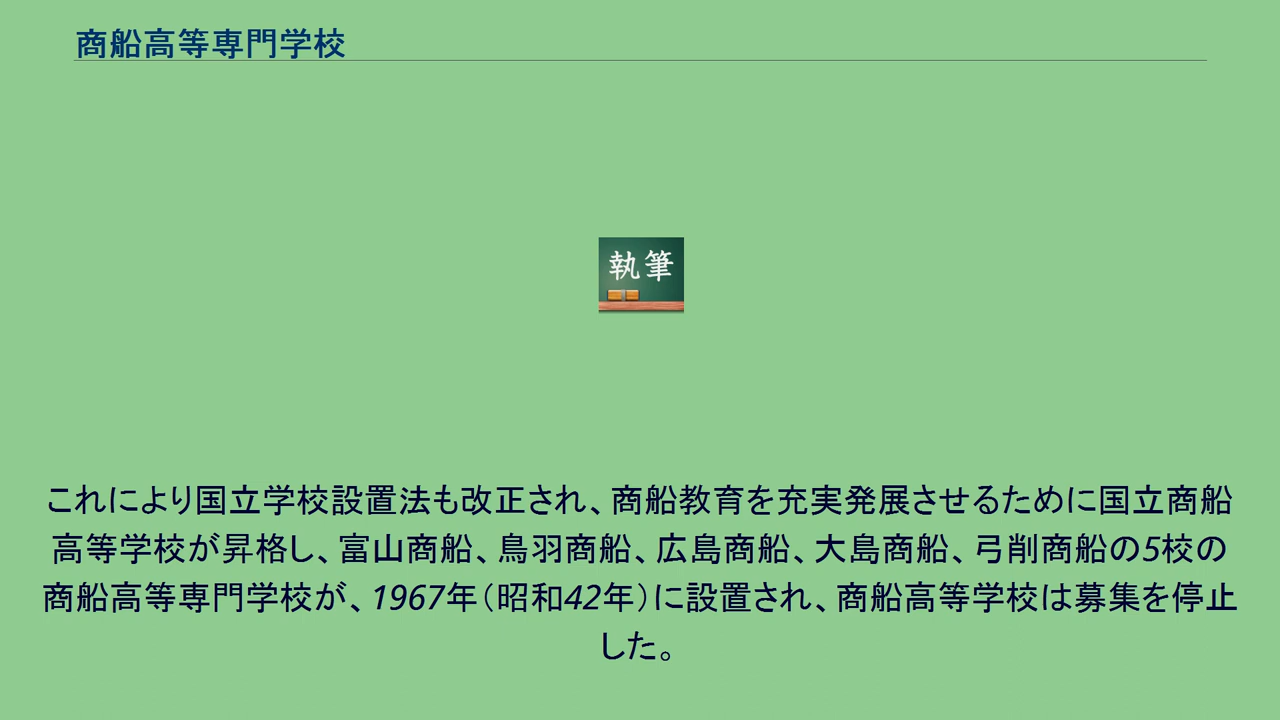 商船高等専門学校
執筆
これにより国立学校設置法も改正され、商船教育を充実発展させるために国立商船
高等学校が昇格し、富山商船、鳥羽商船、広島商船、大島商船、弓削商船の5校の
商船高等専門学校が、1967年（昭和42年）に設置され、商船高等学校は募集を停止
した。